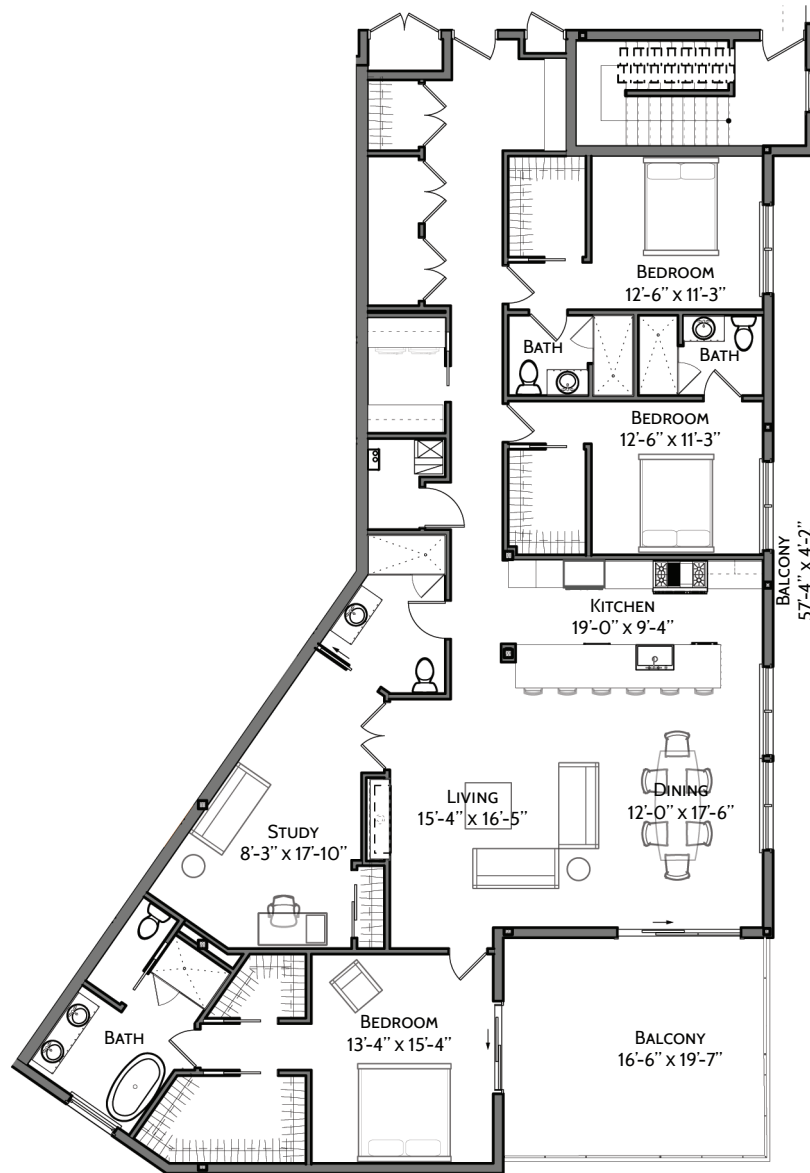 BEDROOM
12'-6" x 11'-3"
BATH
BATH
BEDROOM
12'-6" x 11'-3"
BALCONY
57'-4" x 4'-2"
KITCHEN
19'-0" x 9'-4"
LIVING
15'-4" x 16'-5"
DINING
12'-0" x 17'-6"
STUDY
8'-3" x 17'-10"
BEDROOM
13'-4" x 15'-4"
BATH
BALCONY
16'-6" x 19'-7"